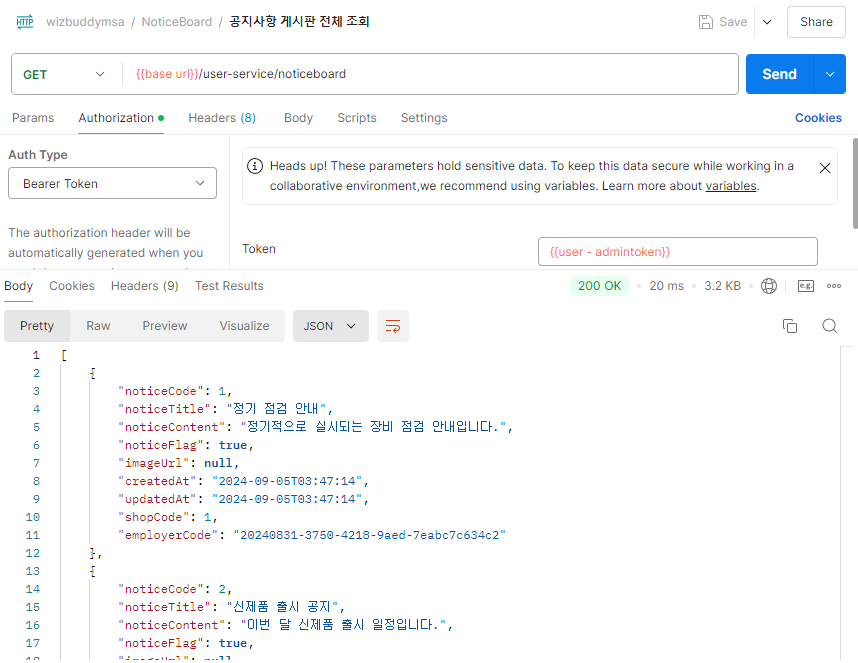 HTTP wizbuddymsa / NoticeBoard / 공지사항 게시판 전체 조회 Save Share
GET {{base url}}/user-service/noticeboard Send
Params Authorization Headers (8) Body Scripts Settings Cookies
Auth Type
Bearer Token
The authorization header will be
automatically generated when you
Heads up! These parameters hold sensitive data. To keep this data secure while working in a
collaborative environment,we recommend using variables. Learn more about variables.
Token {{user - admintoken}}
Body Cookies Headers (9) Test Results 200 OK 20 ms 3.2 KB e.g.
Pretty Raw Preview Visualize JSON
1 [
2 {
3 "noticeCode": 1,
4 "noticeTitle": "정기 점검 안내",
5 "noticeContent": "정기적으로 실시되는 장비 점검 안내입니다.",
6 "noticeFlag": true,
7 "imageUrl": null,
8 "createdAt": "2024-09-05T03:47:14",
9 "updatedAt": "2024-09-05T03:47:14",
10 "shopCode": 1,
11 "employerCode": "20240831-3750-4218-9aed-7eabc7c634c2"
12 },
13 {
14 "noticeCode": 2,
15 "noticeTitle": "신제품 출시 공지",
16 "noticeContent": "이번 달 신제품 출시 일정입니다.",
17 "noticeFlag": true,
18 "imageUrl": null